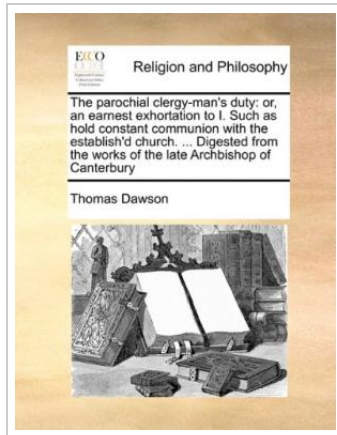 ECCO
Religion and Philosophy
The parochial clergy-man's duty: or,
an earnest exhortation to I. Such as
hold constant communion with the
establish'd church. ... Digested from
the works of the late Archbishop of
Canterbury
Thomas Dawson